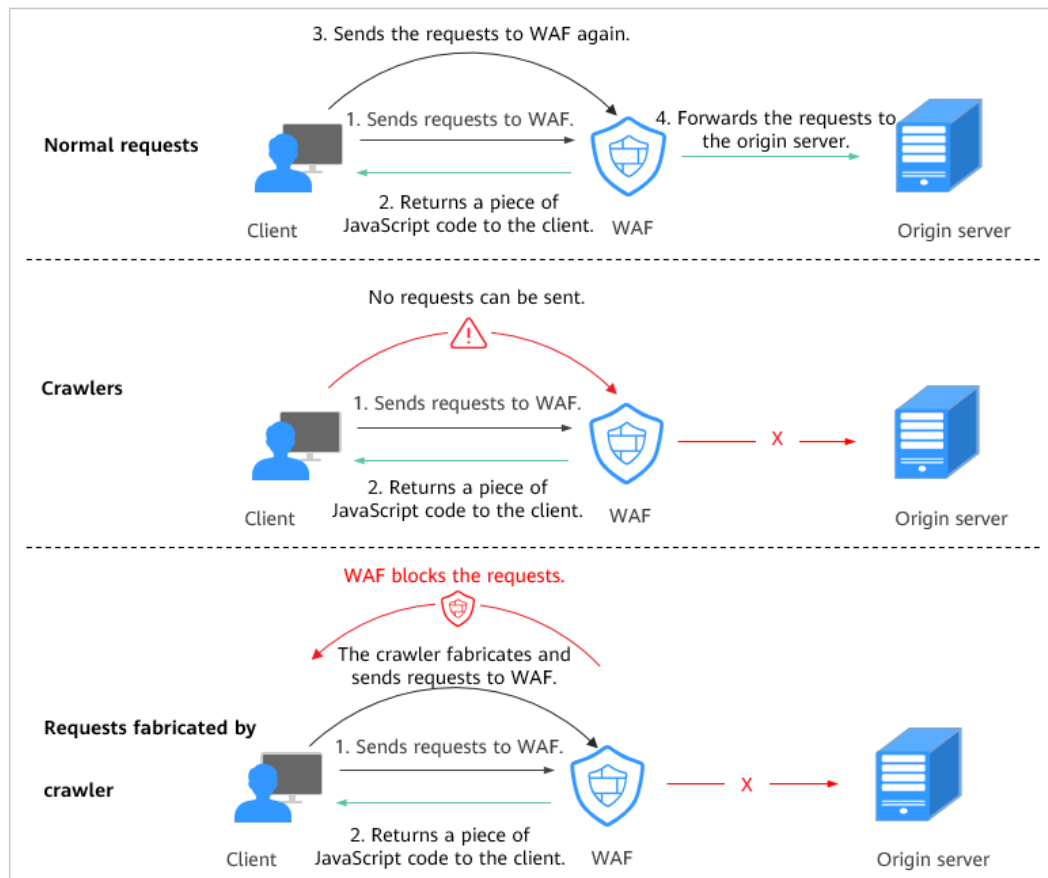 3. Sends the requests to WAF again.
Normal requests
1. Sends requests to WAF.
4. Forwards the requests to
the origin server.
2. Returns a piece of
JavaScript code to the client.
Client
WAF
Origin server
No requests can be sent.
Crawlers
1. Sends requests to WAF.
X
2. Returns a piece of
JavaScript code to the client.
Client
WAF
Origin server
WAF blocks the requests.
The crawler fabricates and
sends requests to WAF.
Requests fabricated by
crawler
1. Sends requests to WAF.
X
2. Returns a piece of
JavaScript code to the client.
Client
WAF
Origin server